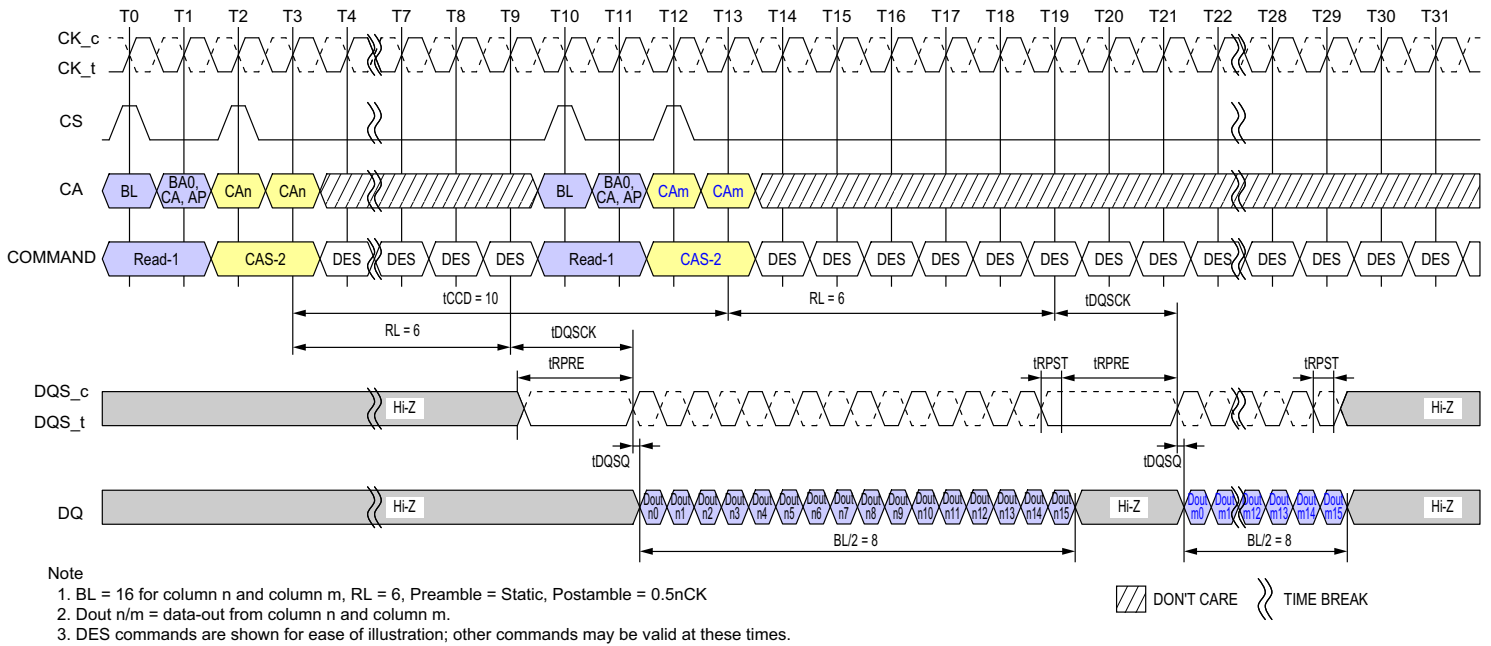 T0 T1 T2 T3 T4 T7 T8 T9 T10 T11 T12 T13 T14 T15 T16 T17 T18 T19 T20 T21 T22 T28 T29 T30 T31
CK_c
CK_t
CS
CA BL BA0, CA, AP CAn CAn BL BA0, CA, AP CAm CAm
COMMAND Read-1 CAS-2 DES DES DES DES Read-1 CAS-2 DES DES DES DES DES DES DES DES DES DES DES DES DES
tCCD = 10 RL = 6 tDQSCK
RL = 6 tDQSCK
tRPRE tRPST tRPRE tRPST
DQS_c
DQS_t
Hi-Z Hi-Z
tDQSQ tDQSQ
DQ Hi-Z Dout n0 Dout n1 Dout n2 Dout n3 Dout n4 Dout n5 Dout n6 Dout n7 Dout n8 Dout n9 Dout n10 Dout n11 Dout n12 Dout n13 Dout n14 Dout n15 Hi-Z Dout m0 Dout m1 Dout m12 Dout m13 Dout m14 Dout m15 Hi-Z
BL/2 = 8 BL/2 = 8
Note
1. BL = 16 for column n and column m, RL = 6, Preamble = Static, Postamble = 0.5nCK
2. Dout n/m = data-out from column n and column m.
3. DES commands are shown for ease of illustration; other commands may be valid at these times.
DON'T CARE TIME BREAK